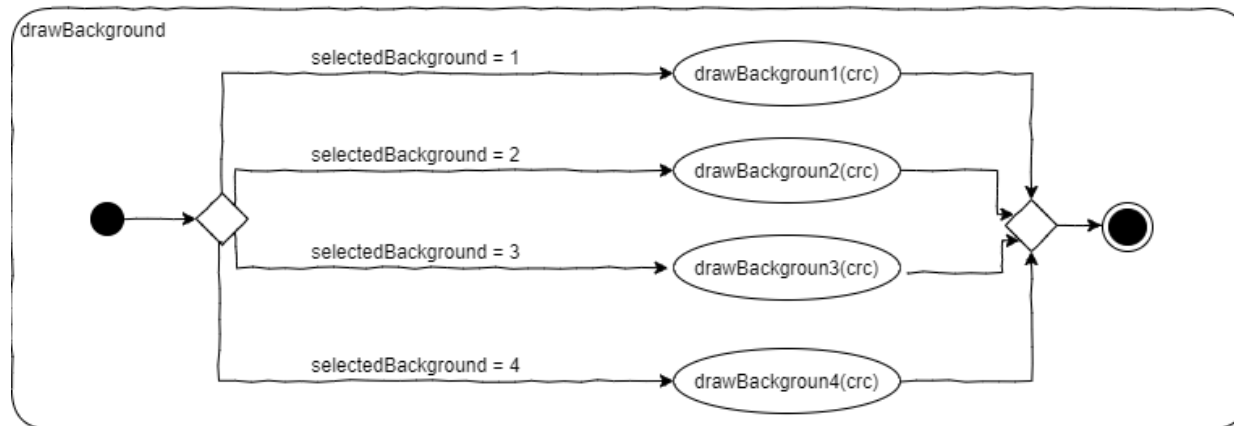 drawBackground
selectedBackground = 1
drawBackgroun1(crc)
selectedBackground = 2
drawBackgroun2(crc)
selectedBackground = 3
drawBackgroun3(crc)
selectedBackground = 4
drawBackgroun4(crc)